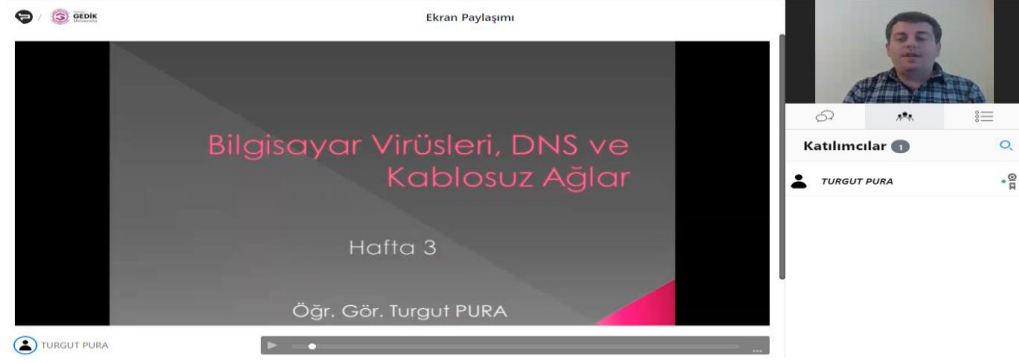 GEDİK
Ekran Paylaşımı
Bilgisayar Virüsleri, DNS ve
Kablosuz Ağlar
Hafta 3
Öğr. Gör. Turgut PURA
TURGUT PURA
Katılımcılar 1
TURGUT PURA